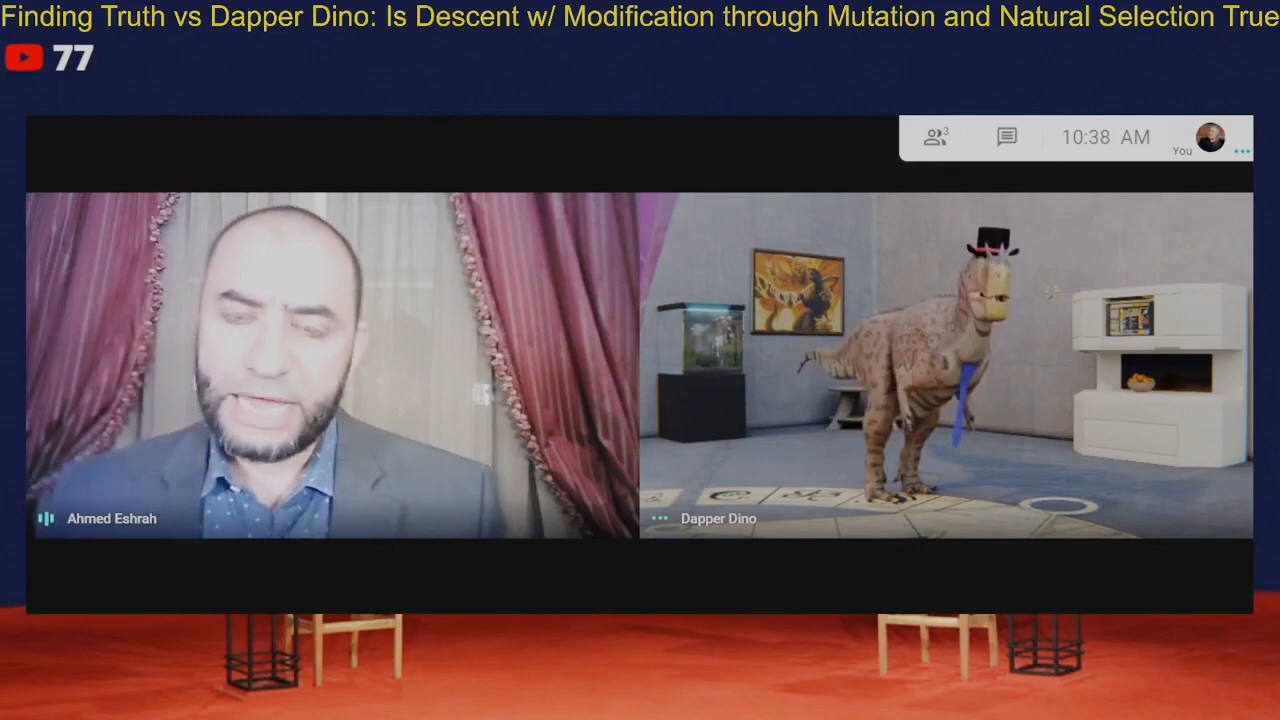 Finding Truth vs Dapper Dino: Is Descent w/ Modification through Mutation and Natural Selection True
77
3
10:38 AM
You
Ahmed Eshrah
Dapper Dino